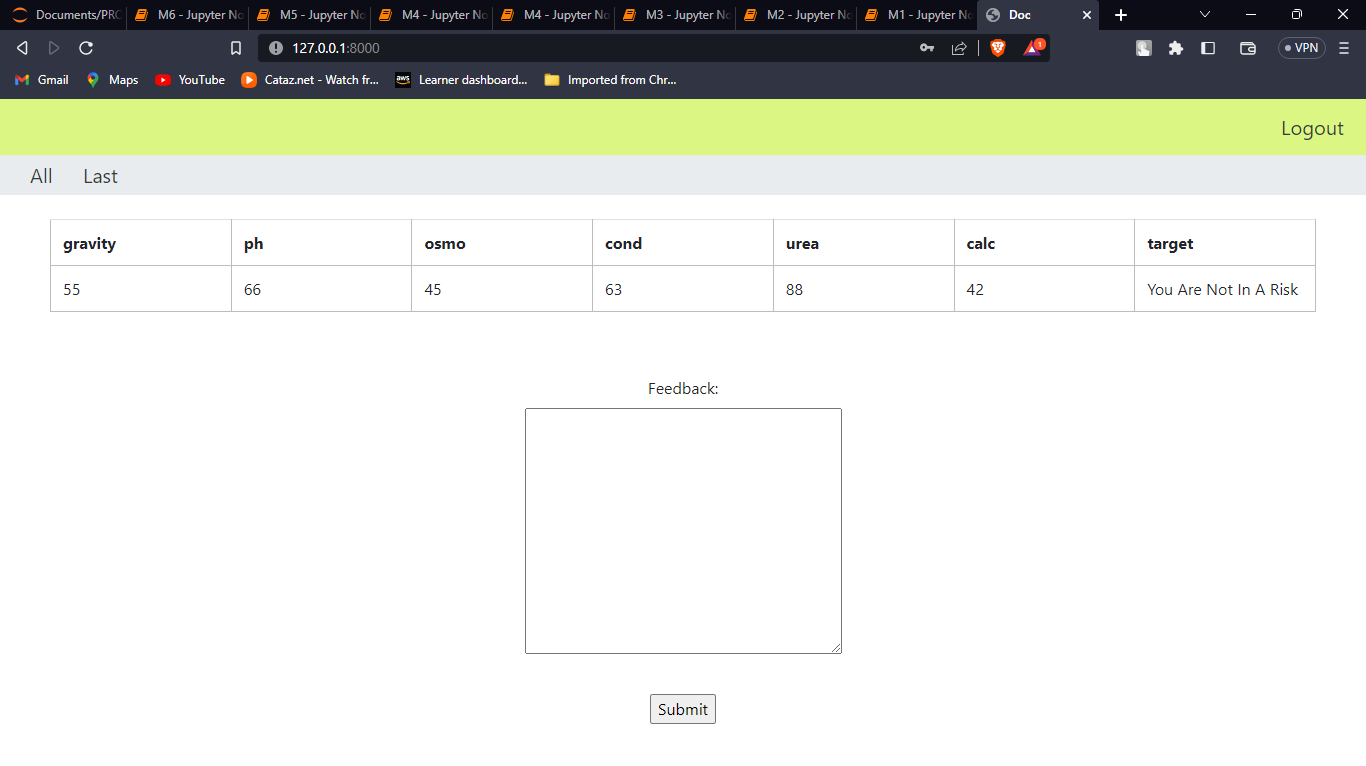 Documents/PRO M6 - Jupyter No M5 - Jupyter No M4 - Jupyter No M4 - Jupyter No M3 - Jupyter No M2 - Jupyter No M1 - Jupyter No Doc
127.0.0.1:8000 1 VPN
Gmail Maps YouTube Cataz.net - Watch fr... aws Learner dashboard... Imported from Chr...
Logout
All Last
gravity ph osmo cond urea calc target
55 66 45 63 88 42 You Are Not In A Risk
Feedback:
Submit